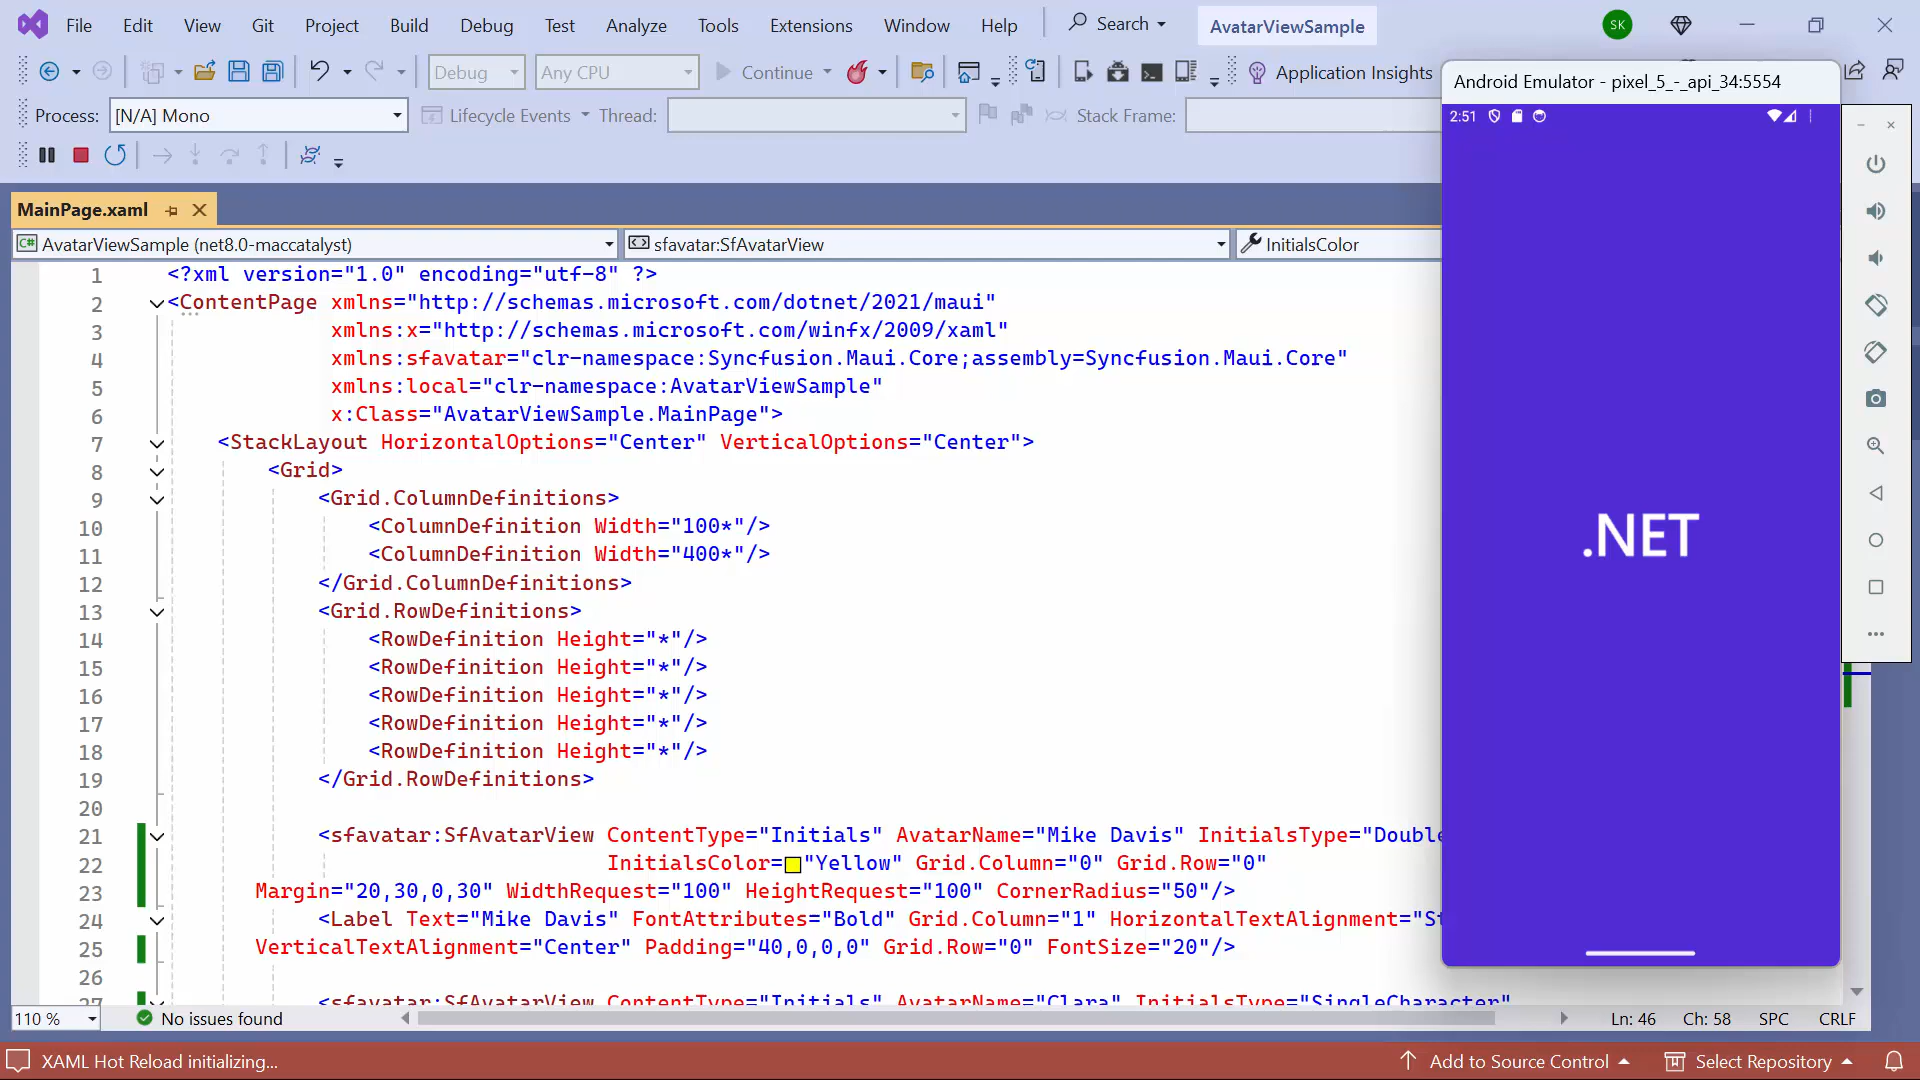 File Edit View Git Project Build Debug Test Analyze Tools Extensions Window Help Search AvatarViewSample SK
Debug Any CPU Continue Application Insights
Process: [N/A] Mono Lifecycle Events Thread: Stack Frame:
MainPage.xaml
AvatarViewSample (net8.0-maccatalyst) sfavatar:SfAvatarView InitialsColor
1 <?xml version="1.0" encoding="utf-8" ?>
2 <ContentPage xmlns="http://schemas.microsoft.com/dotnet/2021/maui"
3 xmlns:x="http://schemas.microsoft.com/winfx/2009/xaml"
4 xmlns:sfavatar="clr-namespace:Syncfusion.Maui.Core;assembly=Syncfusion.Maui.Core"
5 xmlns:local="clr-namespace:AvatarViewSample"
6 x:Class="AvatarViewSample.MainPage">
7 <StackLayout HorizontalOptions="Center" VerticalOptions="Center">
8 <Grid>
9 <Grid.ColumnDefinitions>
10 <ColumnDefinition Width="100*"/>
11 <ColumnDefinition Width="400*"/>
12 </Grid.ColumnDefinitions>
13 <Grid.RowDefinitions>
14 <RowDefinition Height="*"/>
15 <RowDefinition Height="*"/>
16 <RowDefinition Height="*"/>
17 <RowDefinition Height="*"/>
18 <RowDefinition Height="*"/>
19 </Grid.RowDefinitions>
20
21 <sfavatar:SfAvatarView ContentType="Initials" AvatarName="Mike Davis" InitialsType="Double
22 InitialsColor="Yellow" Grid.Column="0" Grid.Row="0"
23 Margin="20,30,0,30" WidthRequest="100" HeightRequest="100" CornerRadius="50"/>
24 <Label Text="Mike Davis" FontAttributes="Bold" Grid.Column="1" HorizontalTextAlignment="St
25 VerticalTextAlignment="Center" Padding="40,0,0,0" Grid.Row="0" FontSize="20"/>
26
27 <sfavatar:SfAvatarView ContentType="Initials" AvatarName="Clara" InitialsType="SingleCharacter"
110 % No issues found Ln: 46 Ch: 58 SPC CRLF
XAML Hot Reload initializing... Add to Source Control Select Repository
Android Emulator - pixel_5_-_api_34:5554
2:51
.NET